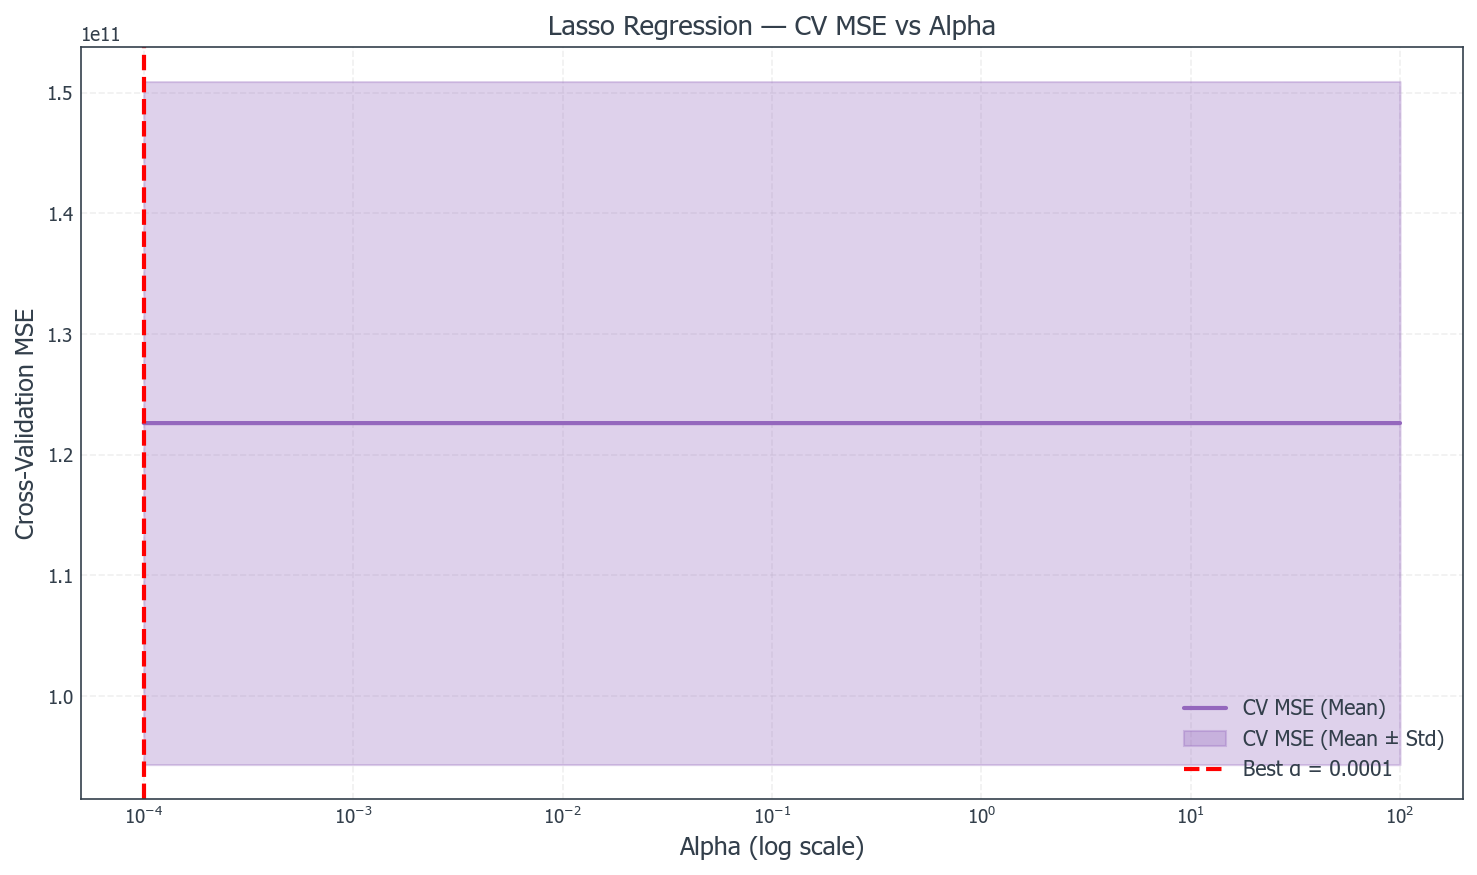 Lasso Regression — CV MSE vs Alpha
1e11
1.5
1.4
1.3
1.2
1.1
1.0
Cross-Validation MSE
CV MSE (Mean)
CV MSE (Mean ± Std)
Best α = 0.0001
10⁻⁴ 10⁻³ 10⁻² 10⁻¹ 10⁰ 10¹ 10²
Alpha (log scale)